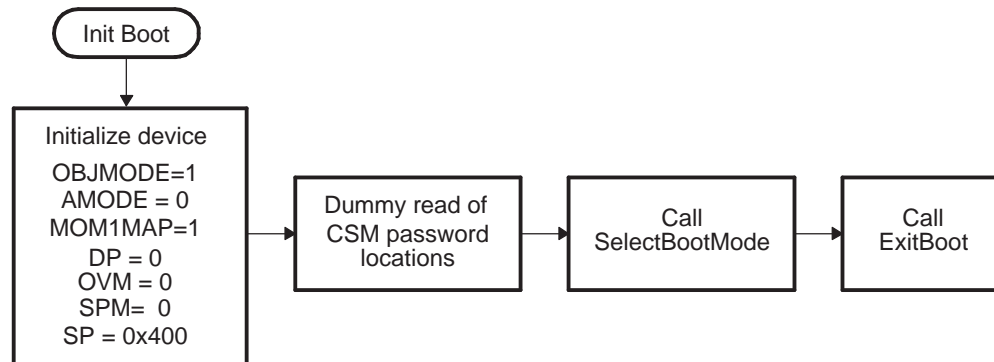 Init Boot
Initialize device
OBJMODE=1
AMODE = 0
MOM1MAP=1
DP = 0
OVM = 0
SPM= 0
SP = 0x400
Dummy read of
CSM password
locations
Call
SelectBootMode
Call
ExitBoot